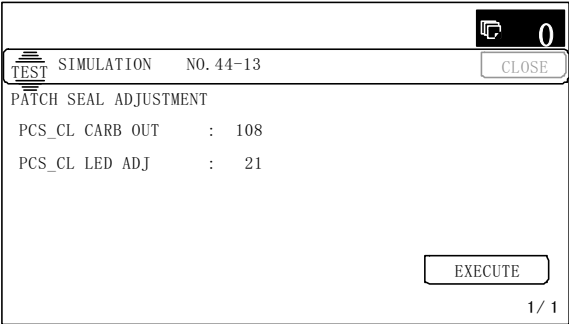 0
TEST SIMULATION NO.44-13 CLOSE
PATCH SEAL ADJUSTMENT
PCS_CL CARB OUT : 108
PCS_CL LED ADJ : 21
EXECUTE
1/1